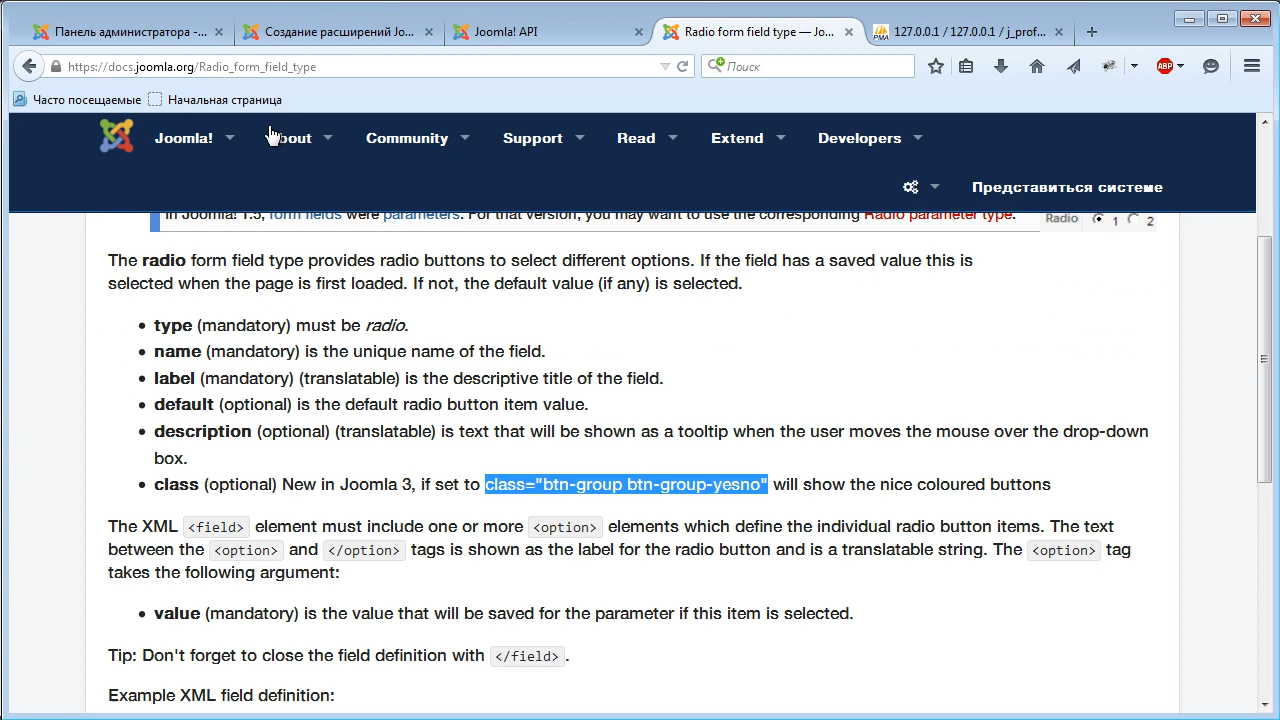 Панель администратора -...
Создание расширений Jo...
Joomla! API
Radio form field type — Jo...
127.0.0.1 / 127.0.0.1 / j_prof...
https://docs.joomla.org/Radio_form_field_type
Поиск
ABP
Часто посещаемые
Начальная страница
Joomla!
Community
Support
Read
Extend
Developers
Представиться системе
In Joomla! 1.5, form fields were parameters. For that version, you may want to use the corresponding Radio parameter type.
Radio 1 2
The radio form field type provides radio buttons to select different options. If the field has a saved value this is
selected when the page is first loaded. If not, the default value (if any) is selected.
• type (mandatory) must be radio.
• name (mandatory) is the unique name of the field.
• label (mandatory) (translatable) is the descriptive title of the field.
• default (optional) is the default radio button item value.
• description (optional) (translatable) is text that will be shown as a tooltip when the user moves the mouse over the drop-down
box.
• class (optional) New in Joomla 3, if set to class="btn-group btn-group-yesno" will show the nice coloured buttons
The XML <field> element must include one or more <option> elements which define the individual radio button items. The text
between the <option> and </option> tags is shown as the label for the radio button and is a translatable string. The <option> tag
takes the following argument:
• value (mandatory) is the value that will be saved for the parameter if this item is selected.
Tip: Don't forget to close the field definition with </field>.
Example XML field definition: